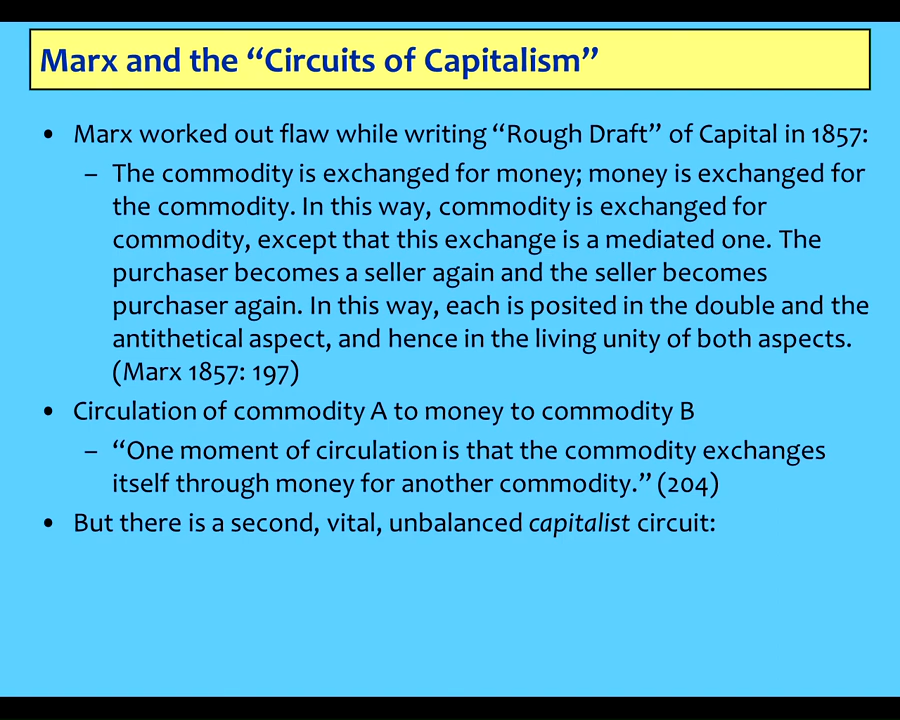 Marx and the “Circuits of Capitalism”
• Marx worked out flaw while writing “Rough Draft” of Capital in 1857:
– The commodity is exchanged for money; money is exchanged for
the commodity. In this way, commodity is exchanged for
commodity, except that this exchange is a mediated one. The
purchaser becomes a seller again and the seller becomes
purchaser again. In this way, each is posited in the double and the
antithetical aspect, and hence in the living unity of both aspects.
(Marx 1857: 197)
• Circulation of commodity A to money to commodity B
– “One moment of circulation is that the commodity exchanges
itself through money for another commodity.” (204)
• But there is a second, vital, unbalanced capitalist circuit: